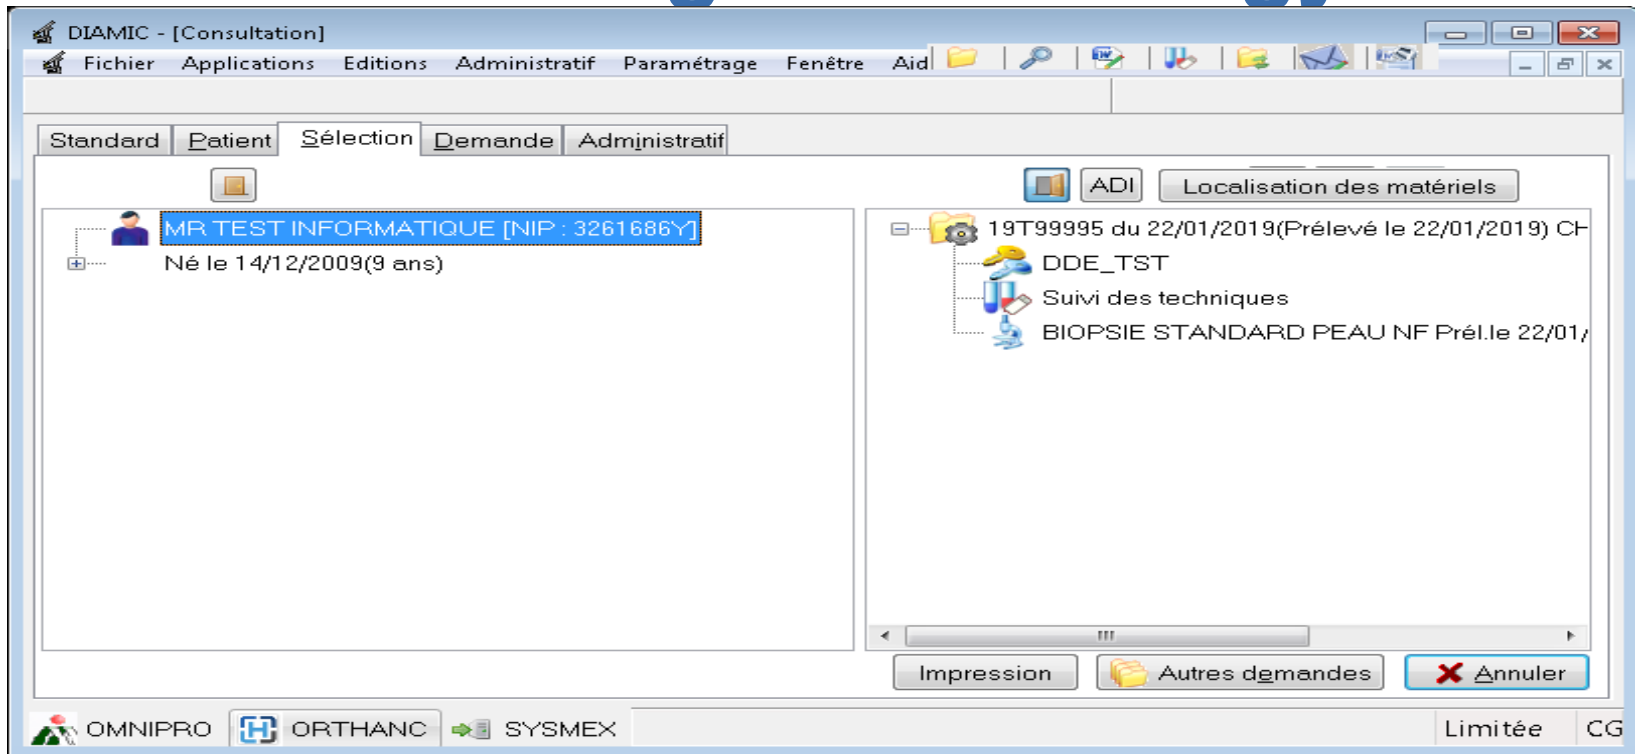 DIAMIC - [Consultation]
Fichier Applications Editions Administratif Paramétrage Fenêtre Aid
Standard Patient Sélection Demande Administratif
ADI Localisation des matériels
MR TEST INFORMATIQUE [NIP : 3261686Y]
Né le 14/12/2009(9 ans)
19T99995 du 22/01/2019(Prélevé le 22/01/2019) CH
DDE_TST
Suivi des techniques
BIOPSIE STANDARD PEAU NF Prél.le 22/01/
Impression Autres demandes Annuler
OMNIPRO ORTHANC SYSMEX Limitée CG